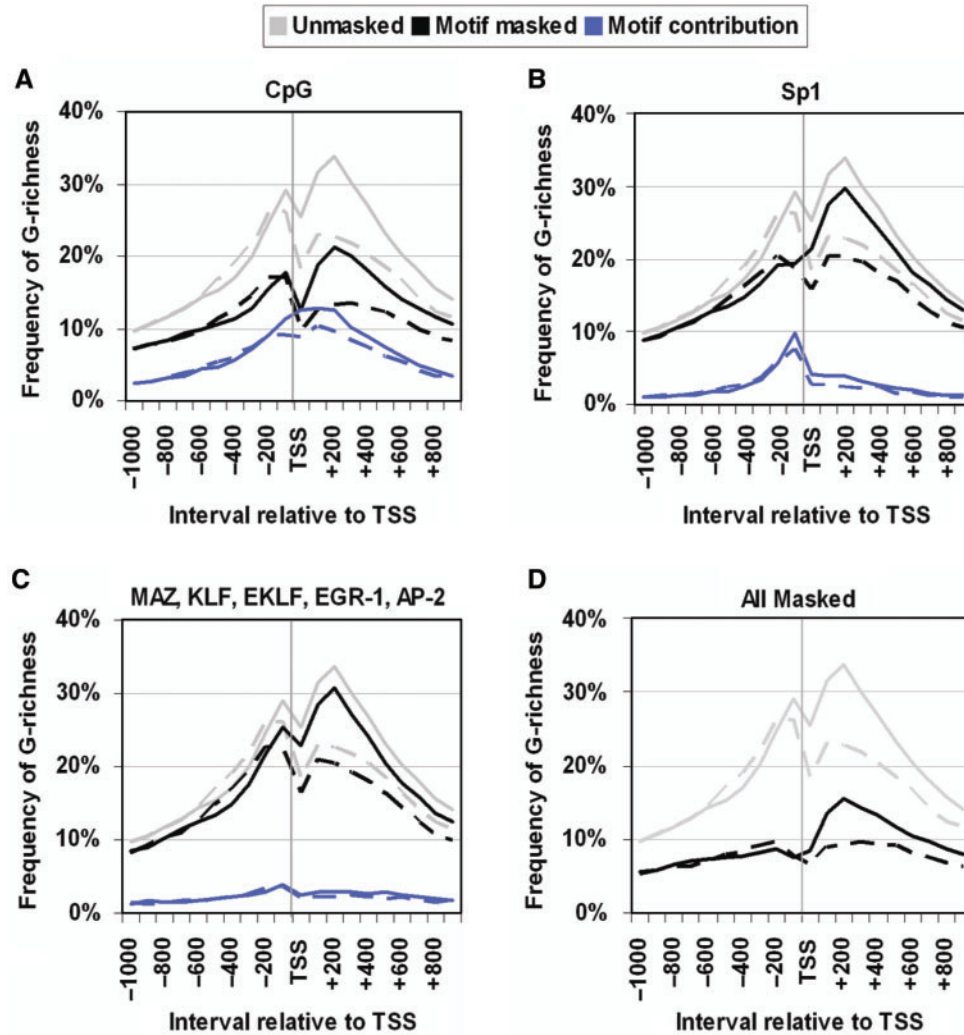 Unmasked Motif masked Motif contribution
A
CpG
Frequency of G-richness
40%
30%
20%
10%
0%
−1000
−800
−600
−400
−200
TSS
+200
+400
+600
+800
Interval relative to TSS
B
Sp1
Frequency of G-richness
40%
30%
20%
10%
0%
−1000
−800
−600
−400
−200
TSS
+200
+400
+600
+800
Interval relative to TSS
C
MAZ, KLF, EKLF, EGR-1, AP-2
Frequency of G-richness
40%
30%
20%
10%
0%
−1000
−800
−600
−400
−200
TSS
+200
+400
+600
+800
Interval relative to TSS
D
All Masked
Frequency of G-richness
40%
30%
20%
10%
0%
−1000
−800
−600
−400
−200
TSS
+200
+400
+600
+800
Interval relative to TSS